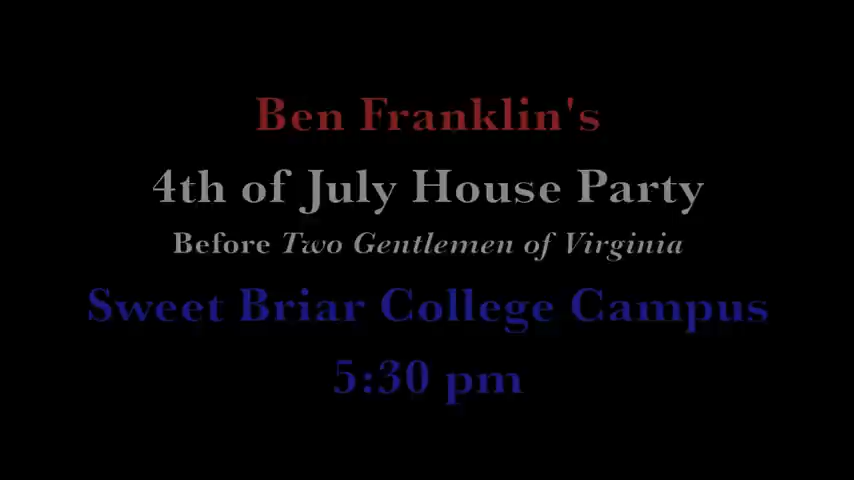 Ben Franklin's
4th of July House Party
Before Two Gentlemen of Virginia
Sweet Briar College Campus
5:30 pm